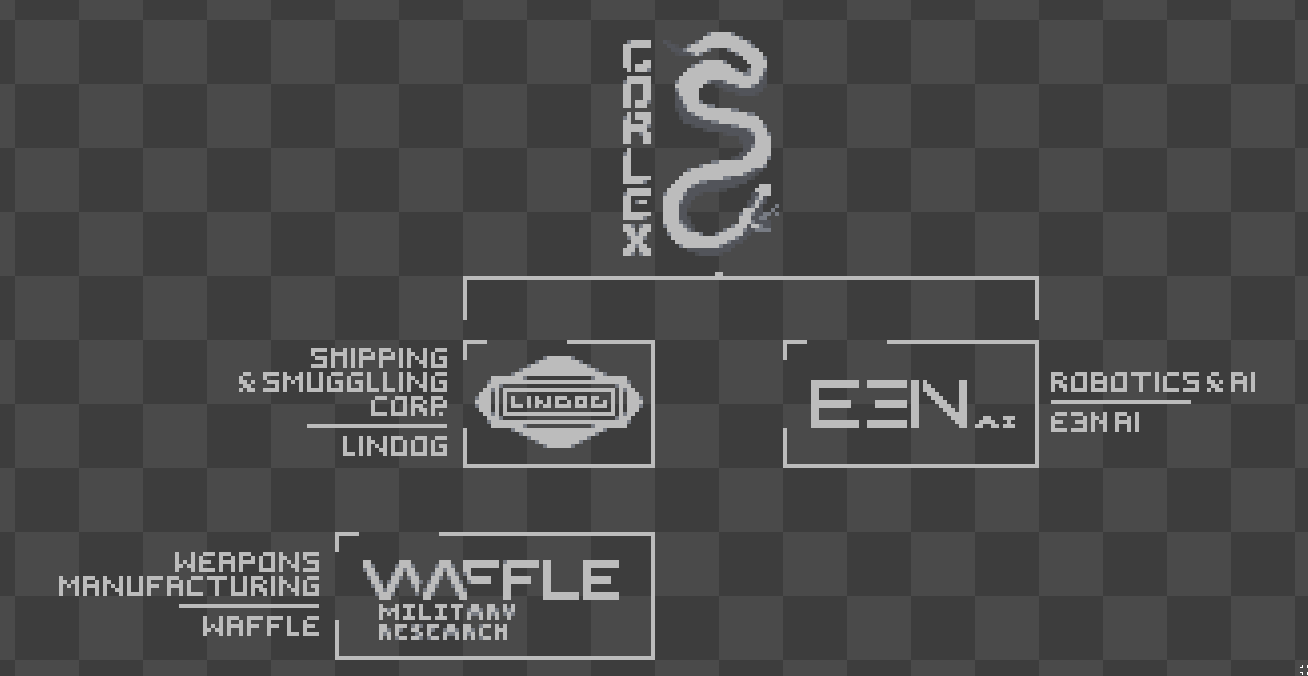 CORLEX
SHIPPING
& SMUGGLLING
CORP.
LINDOG
LINDOG
E3N.AI
ROBOTICS & AI
E3N AI
WEAPONS
MANUFACTURING
WAFFLE
WAFFLE
MILITARY
RESEARCH